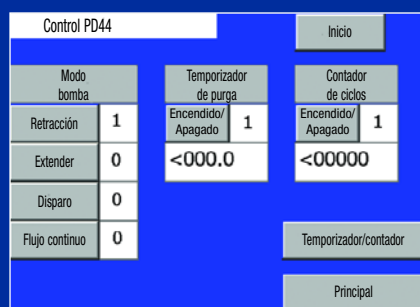 Control PD44
Inicio
Modo
bomba
Retracción 1
Extender 0
Disparo 0
Flujo continuo 0
Temporizador
de purga
Encendido/
Apagado 1
<000.0
Contador
de ciclos
Encendido/
Apagado 1
<00000
Temporizador/contador
Principal